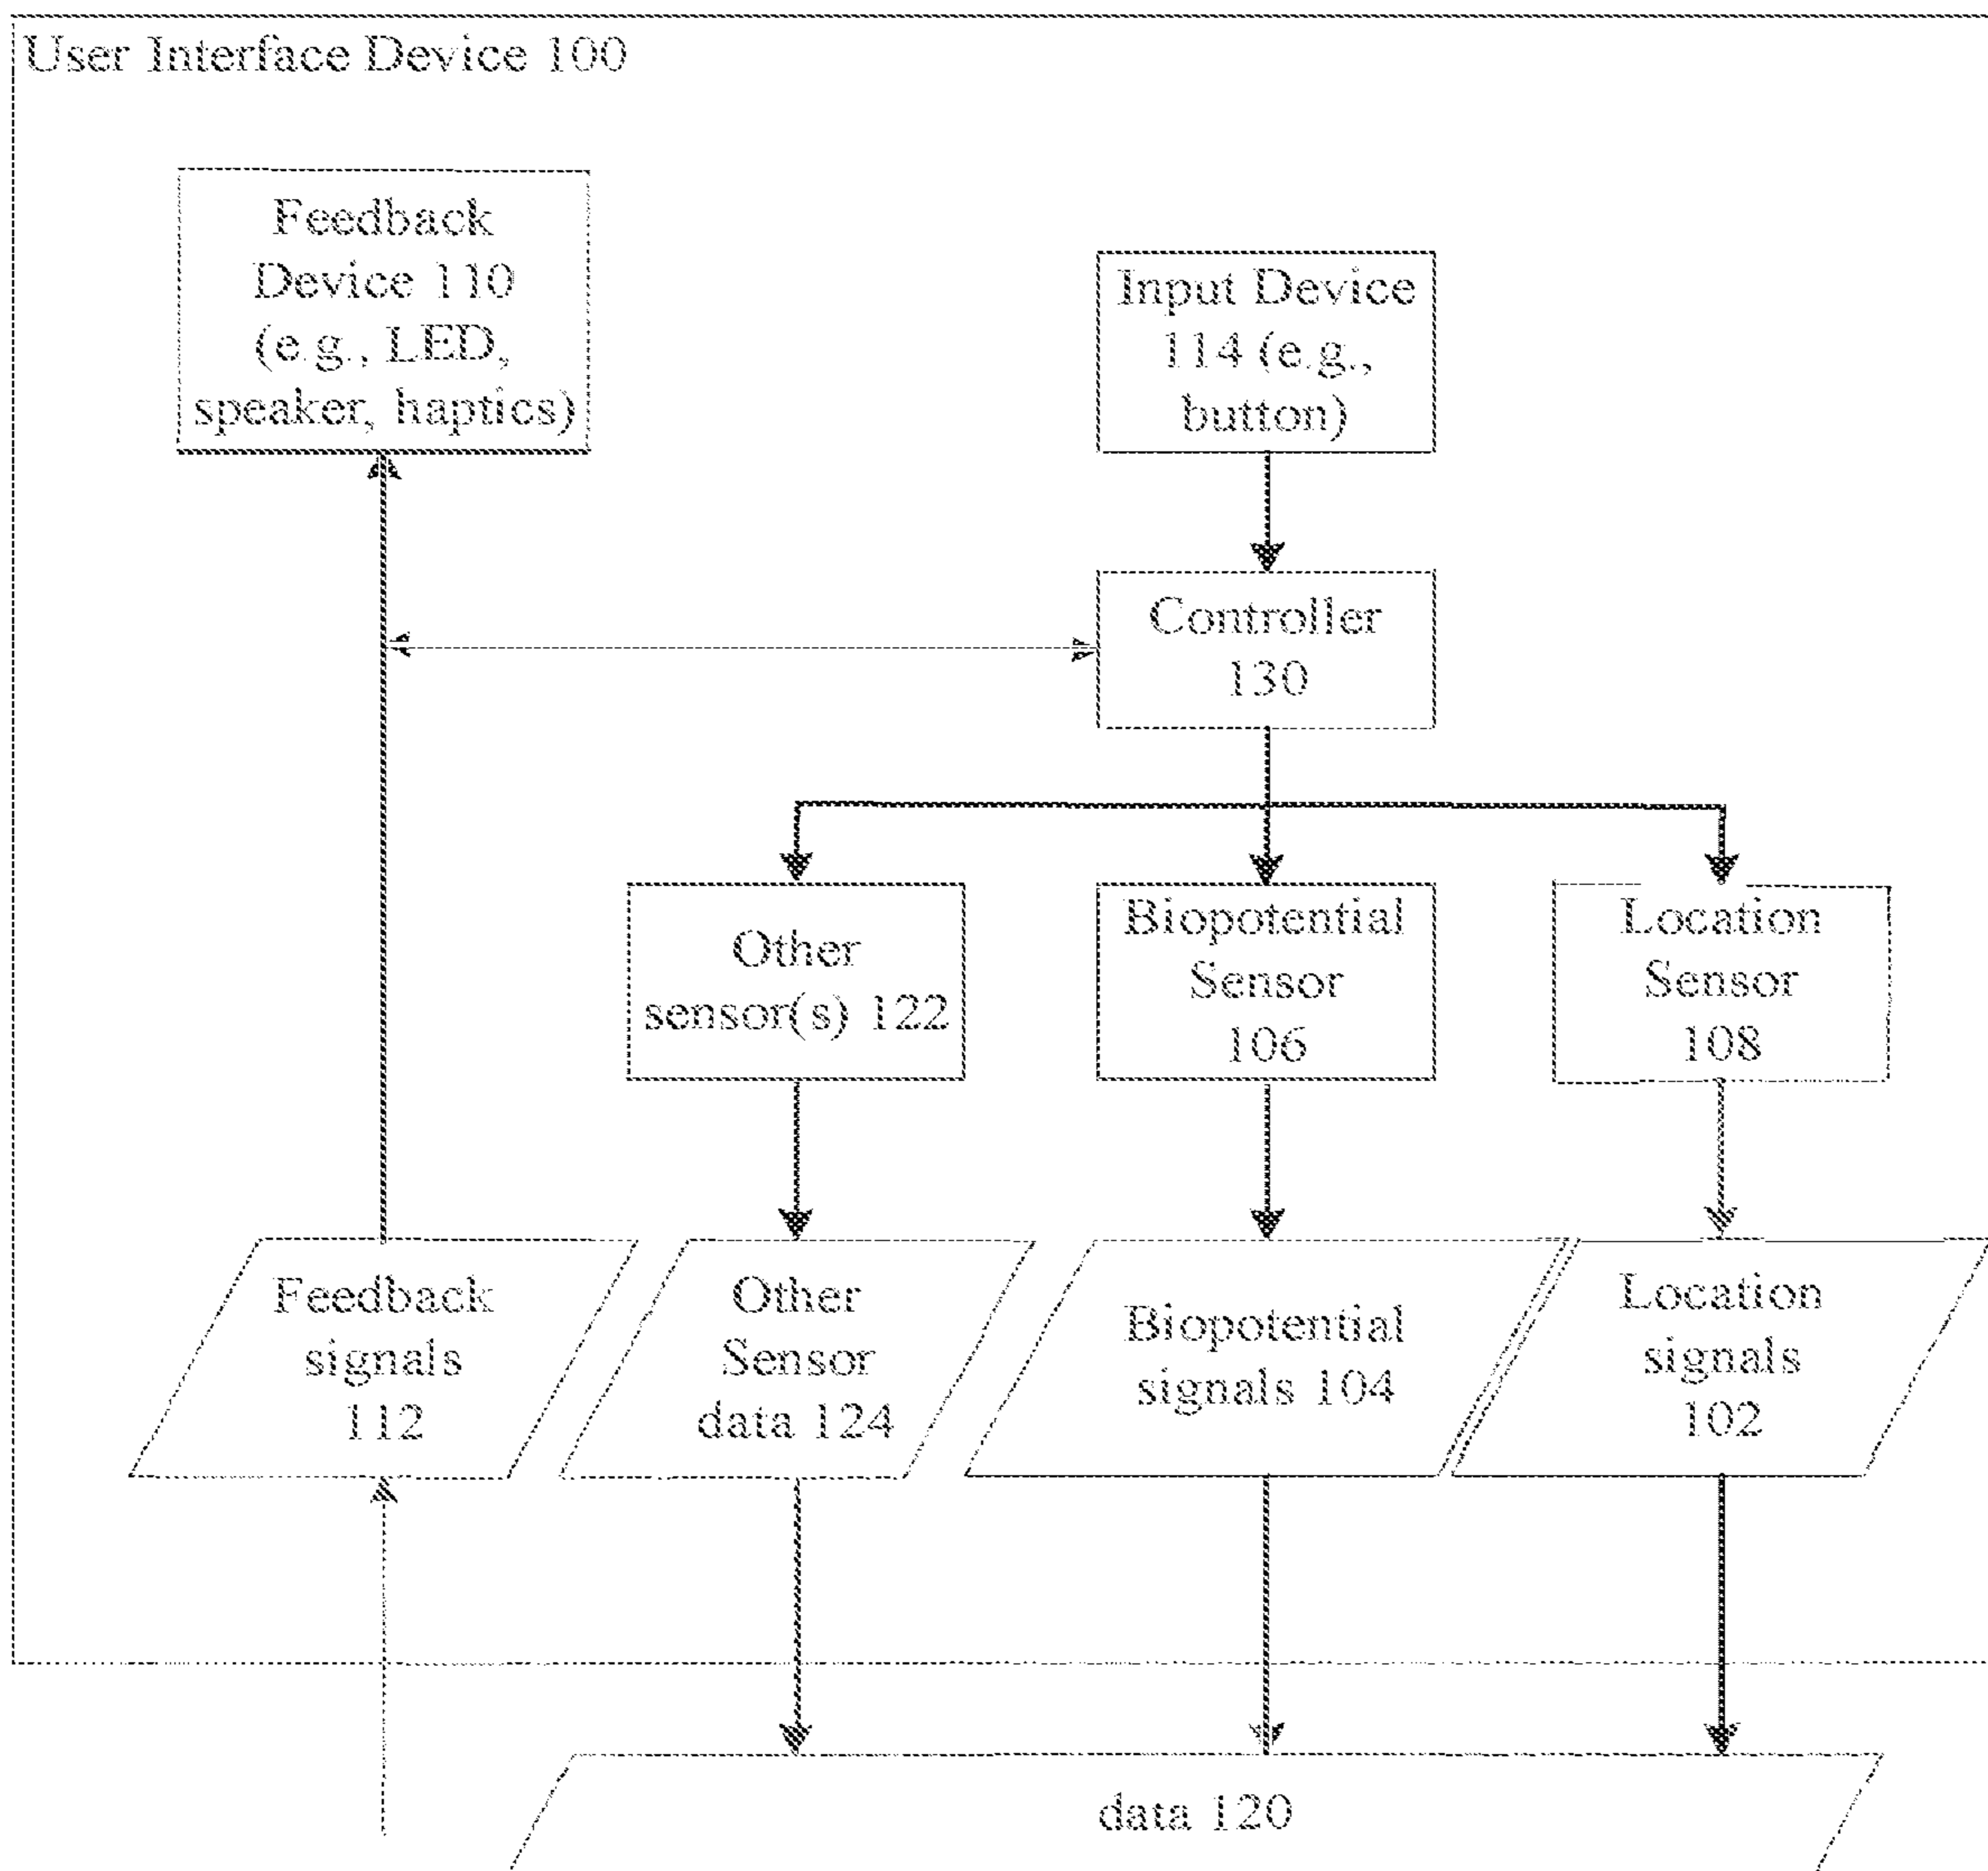 User Interface Device 100
Feedback
Device 110
(e.g., LED,
speaker, haptics)
Input Device
114 (e.g.,
button)
Controller
130
Other
sensor(s) 122
Biopotential
Sensor
106
Location
Sensor
108
Feedback
signals
112
Other
Sensor
data 124
Biopotential
signals 104
Location
signals
102
data 120